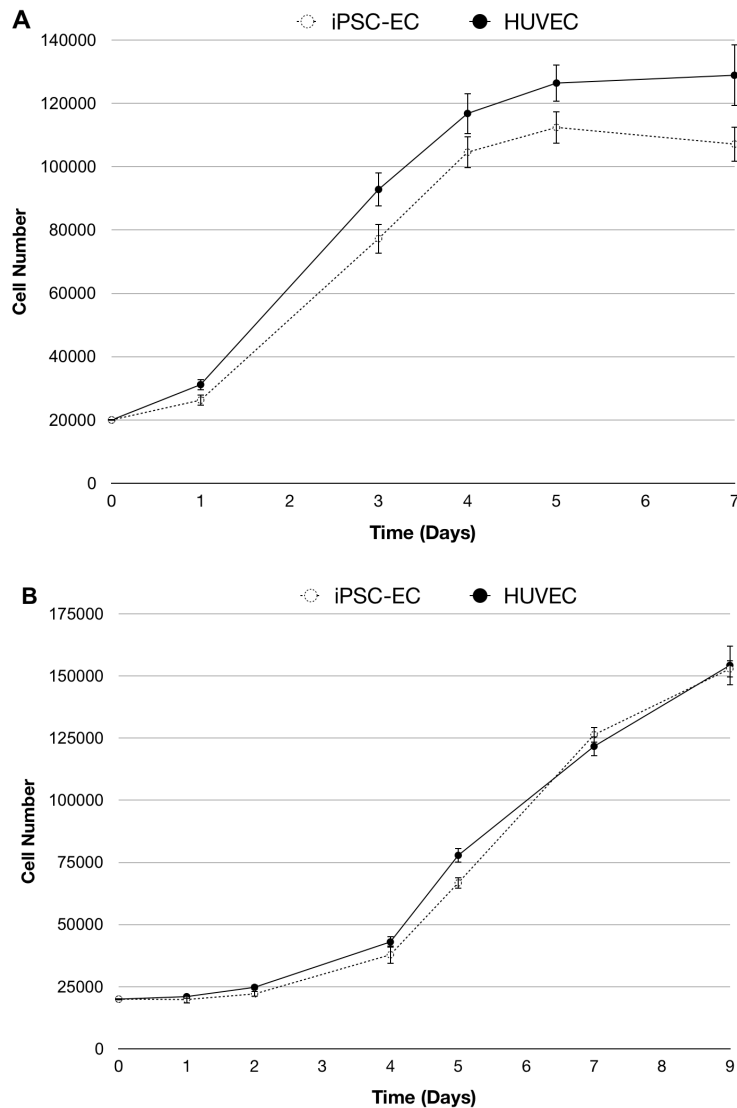 A
iPSC-EC HUVEC
140000
120000
100000
80000
60000
40000
20000
0
Cell Number
0 1 2 3 4 5 6 7
Time (Days)
B
iPSC-EC HUVEC
175000
150000
125000
100000
75000
50000
25000
0
Cell Number
0 1 2 3 4 5 6 7 8 9
Time (Days)